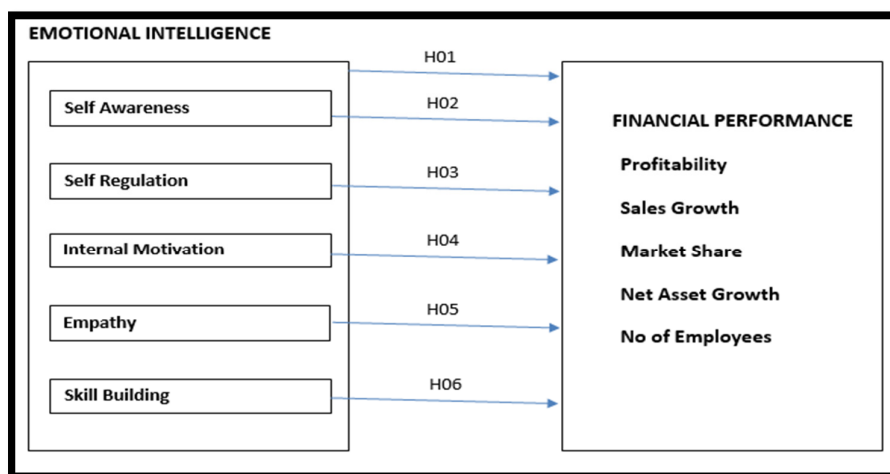 EMOTIONAL INTELLIGENCE
H01
Self Awareness
H02
FINANCIAL PERFORMANCE
Profitability
Self Regulation
H03
Sales Growth
Internal Motivation
H04
Market Share
Net Asset Growth
Empathy
H05
No of Employees
Skill Building
H06